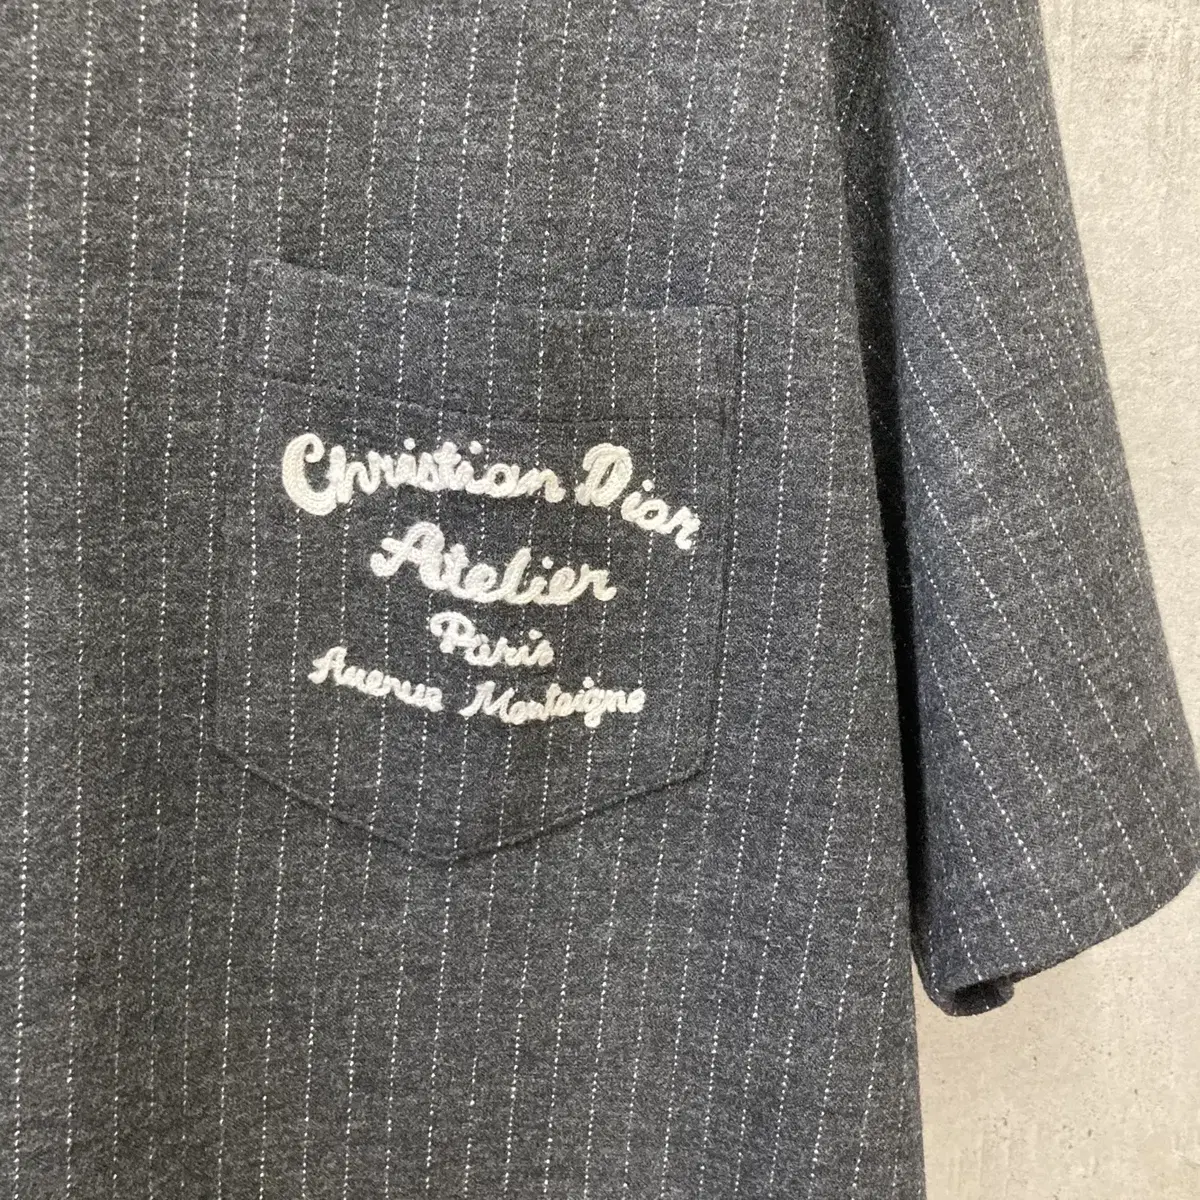 Christian Dior
Atelier
Paris
Avenue Montaigne